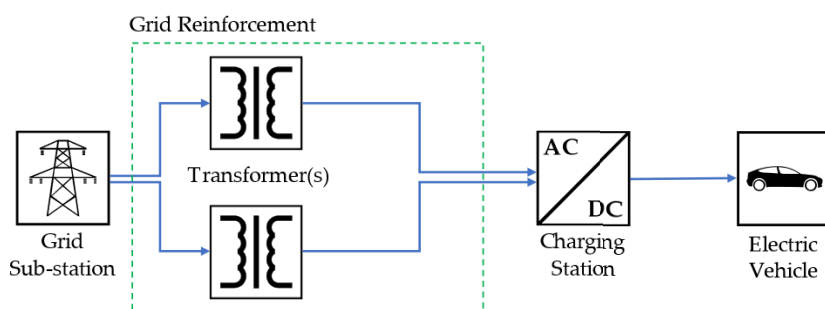 Grid Reinforcement
Transformer(s)
AC
DC
Grid
Sub-station
Charging
Station
Electric
Vehicle